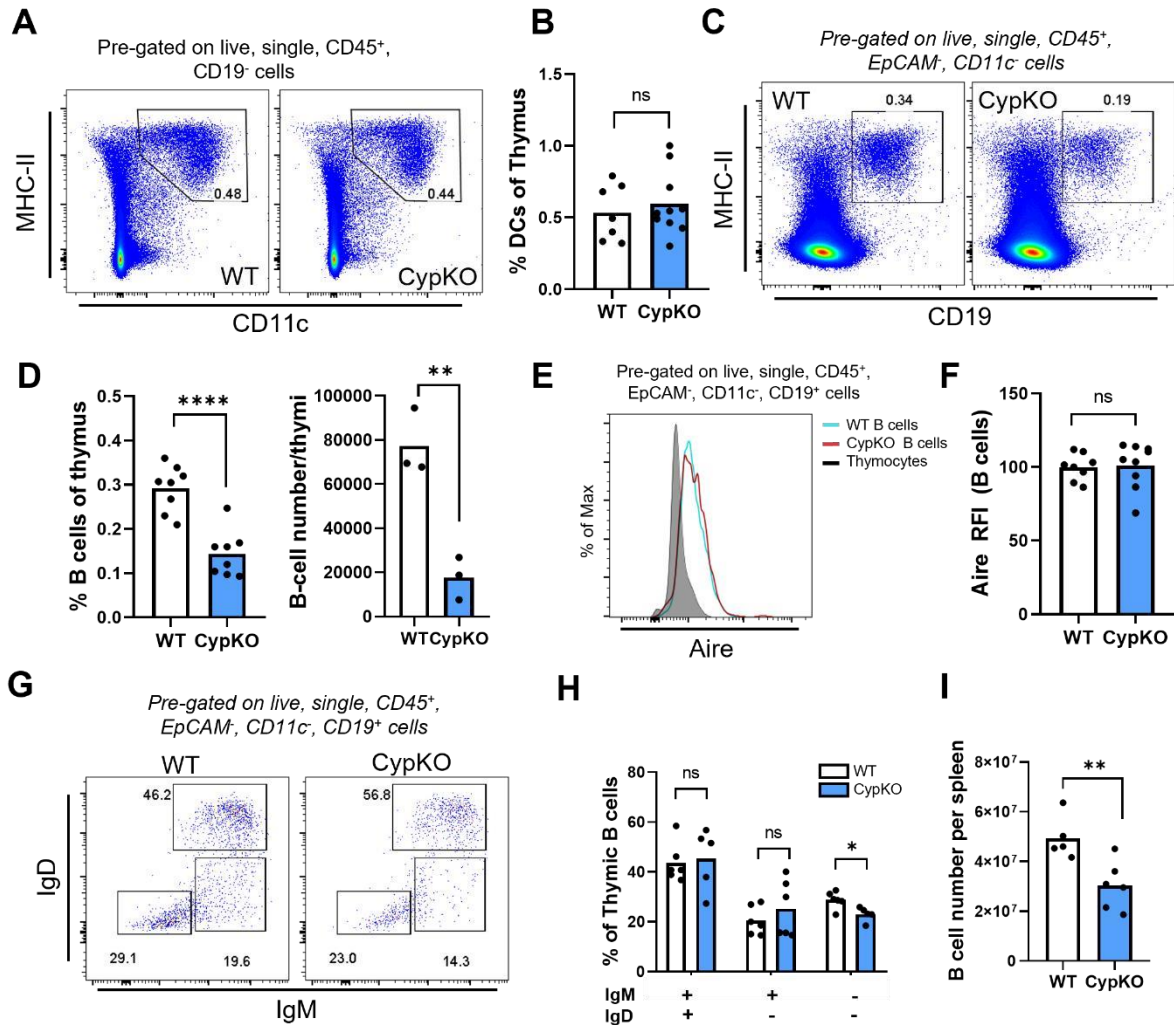 A
Pre-gated on live, single, CD45⁺,
CD19⁻ cells
MHC-II
0.48
WT
0.44
CypKO
CD11c
B
% DCs of Thymus
1.5
1.0
0.5
0.0
ns
WT CypKO
C
Pre-gated on live, single, CD45⁺,
EpCAM⁻, CD11c⁻ cells
MHC-II
WT
0.34
CypKO
0.19
CD19
D
% B cells of thymus
0.5
0.4
0.3
0.2
0.1
0.0
****
WT CypKO
B-cell number/thymi
100000
80000
60000
40000
20000
0
**
WT CypKO
E
Pre-gated on live, single, CD45⁺,
EpCAM⁻, CD11c⁻, CD19⁺ cells
WT B cells
CypKO B cells
Thymocytes
% of Max
Aire
F
Aire RFI (B cells)
150
100
50
0
ns
WT CypKO
G
Pre-gated on live, single, CD45⁺,
EpCAM⁻, CD11c⁻, CD19⁺ cells
WT
CypKO
IgD
46.2
29.1
19.6
56.8
23.0
14.3
IgM
H
% of Thymic B cells
80
60
40
20
0
WT
CypKO
ns
ns
*
IgM + + -
IgD + - -
I
B cell number per spleen
8×10⁷
6×10⁷
4×10⁷
2×10⁷
0
**
WT CypKO